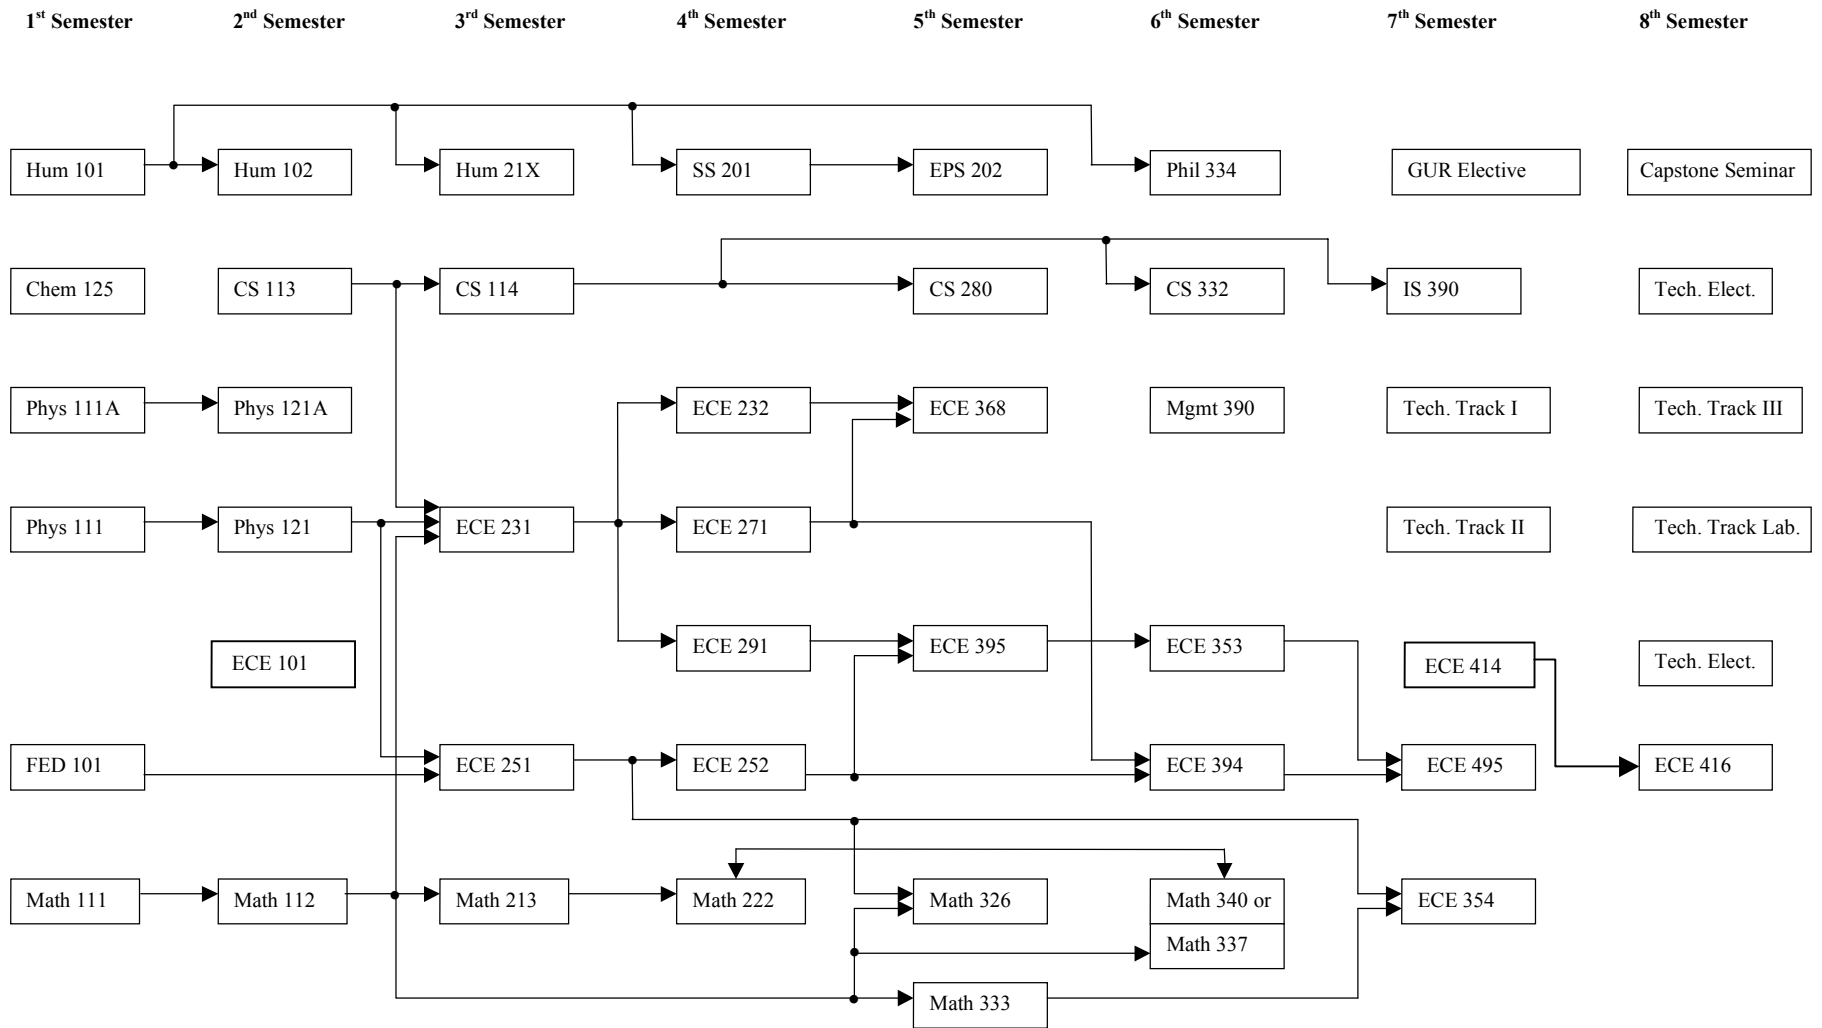 1st Semester 2nd Semester 3rd Semester 4th Semester 5th Semester 6th Semester 7th Semester 8th Semester
Hum 101 Hum 102 Hum 21X SS 201 EPS 202 Phil 334 GUR Elective Capstone Seminar
Chem 125 CS 113 CS 114 CS 280 CS 332 IS 390 Tech. Elect.
Phys 111A Phys 121A ECE 232 ECE 368 Mgmt 390 Tech. Track I Tech. Track III
Phys 111 Phys 121 ECE 231 ECE 271 Tech. Track II Tech. Track Lab.
ECE 101 ECE 291 ECE 395 ECE 353 ECE 414 Tech. Elect.
FED 101 ECE 251 ECE 252 ECE 394 ECE 495 ECE 416
Math 111 Math 112 Math 213 Math 222 Math 326 Math 340 or ECE 354
Math 337
Math 333